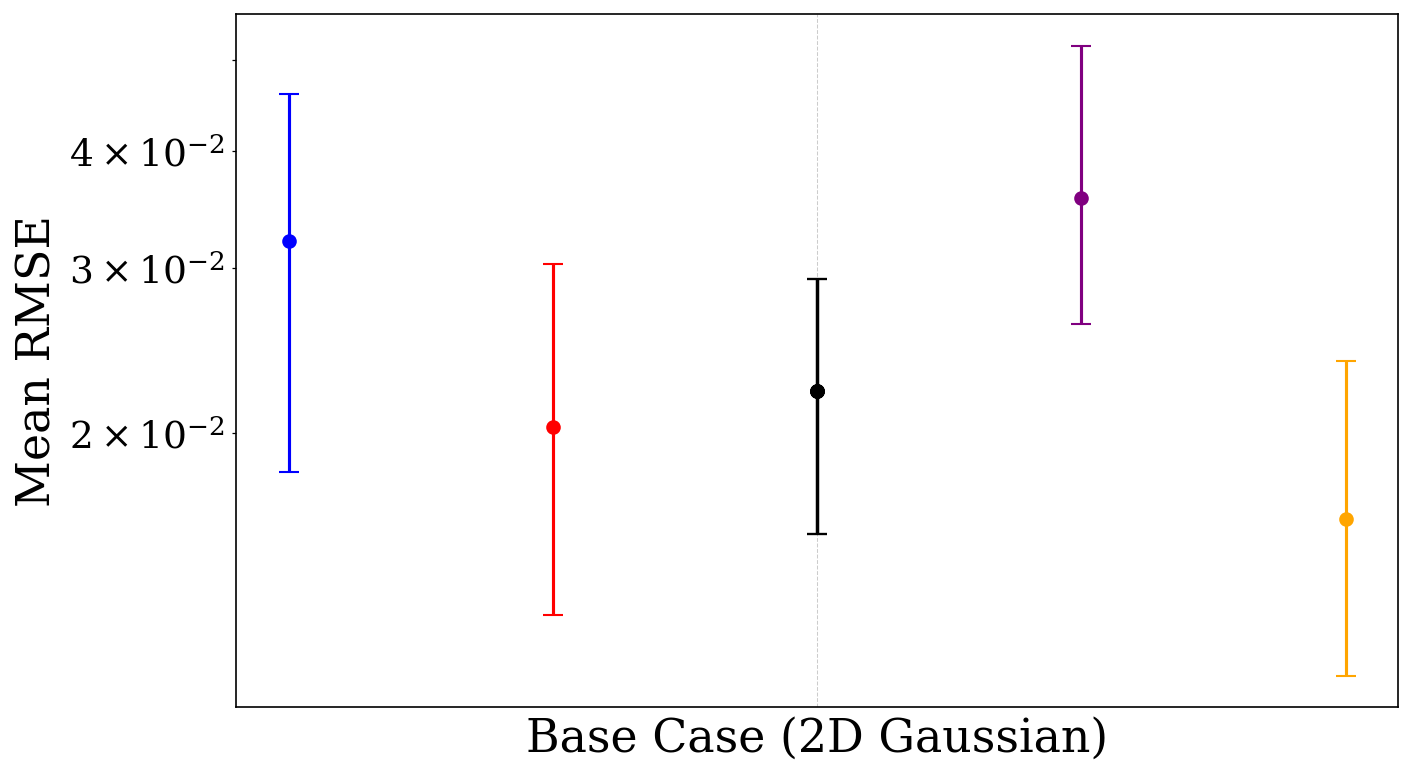 Mean RMSE
4 × 10⁻²
3 × 10⁻²
2 × 10⁻²
Base Case (2D Gaussian)